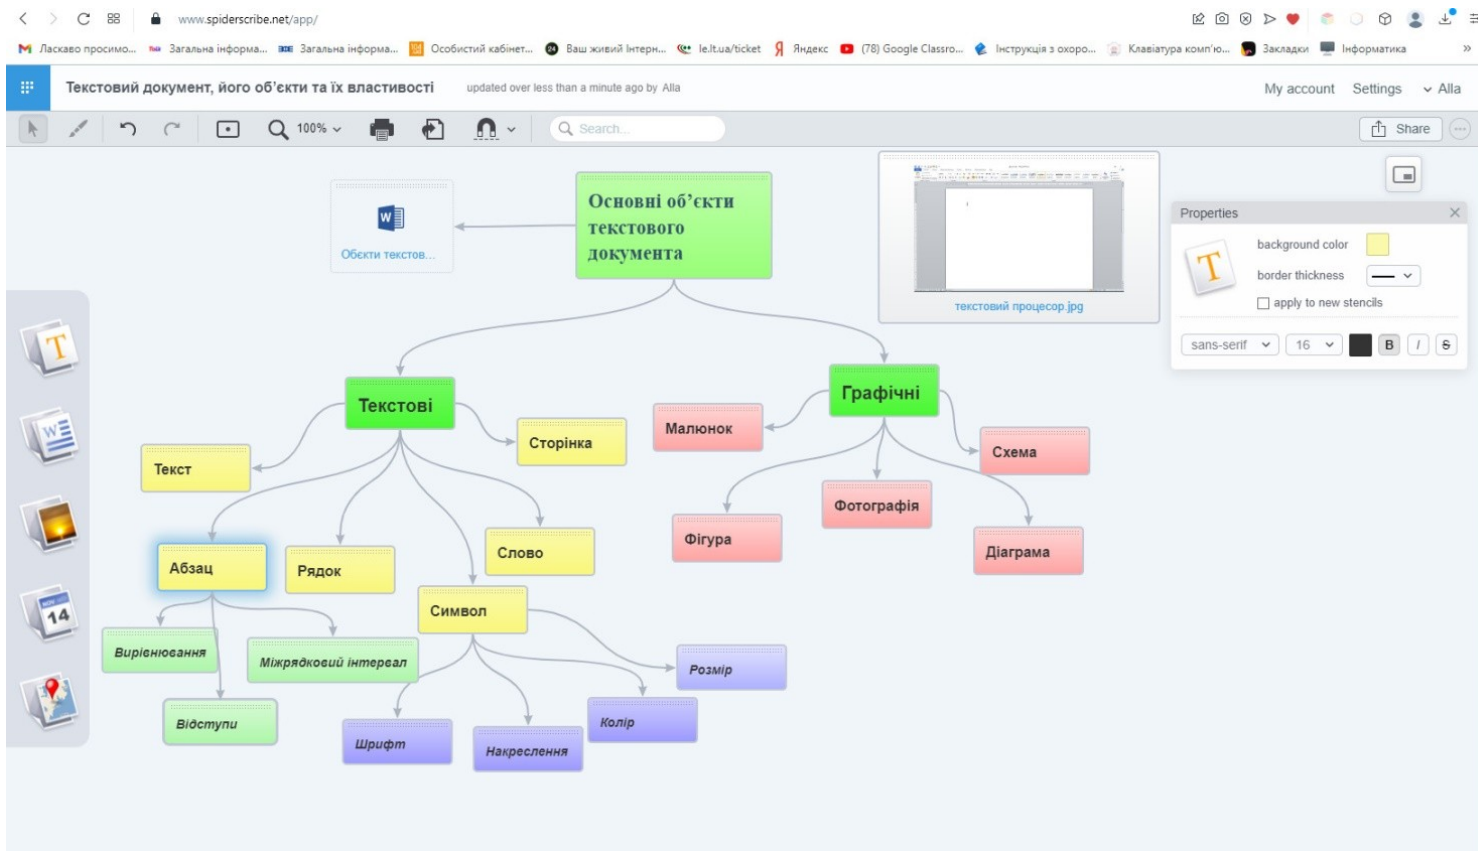 www.spiderscribe.net/app/
Ласкаво просимо... Загальна інформа... Загальна інформа... Особистий кабінет... Ваш живий Інтерн... le.lt.ua/ticket Яндекс (78) Google Classro... Інструкція з охоро... Клавіатура комп'ю... Закладки Інформатика »
Текстовий документ, його об'єкти та їх властивості updated over less than a minute ago by Alla My account Settings Alla
100% Search... Share
Основні об'єкти
текстового
документа
W
Обєкти текстов...
текстовий процесор.jpg
Properties
background color
border thickness
apply to new stencils
sans-serif 16 B I S
T
T
W
14
Текстові
Графічні
Текст
Сторінка
Малюнок
Схема
Абзац
Рядок
Слово
Символ
Фігура
Фотографія
Діаграма
Вирівнювання
Міжрядковий інтервал
Відступи
Шрифт
Накреслення
Колір
Розмір